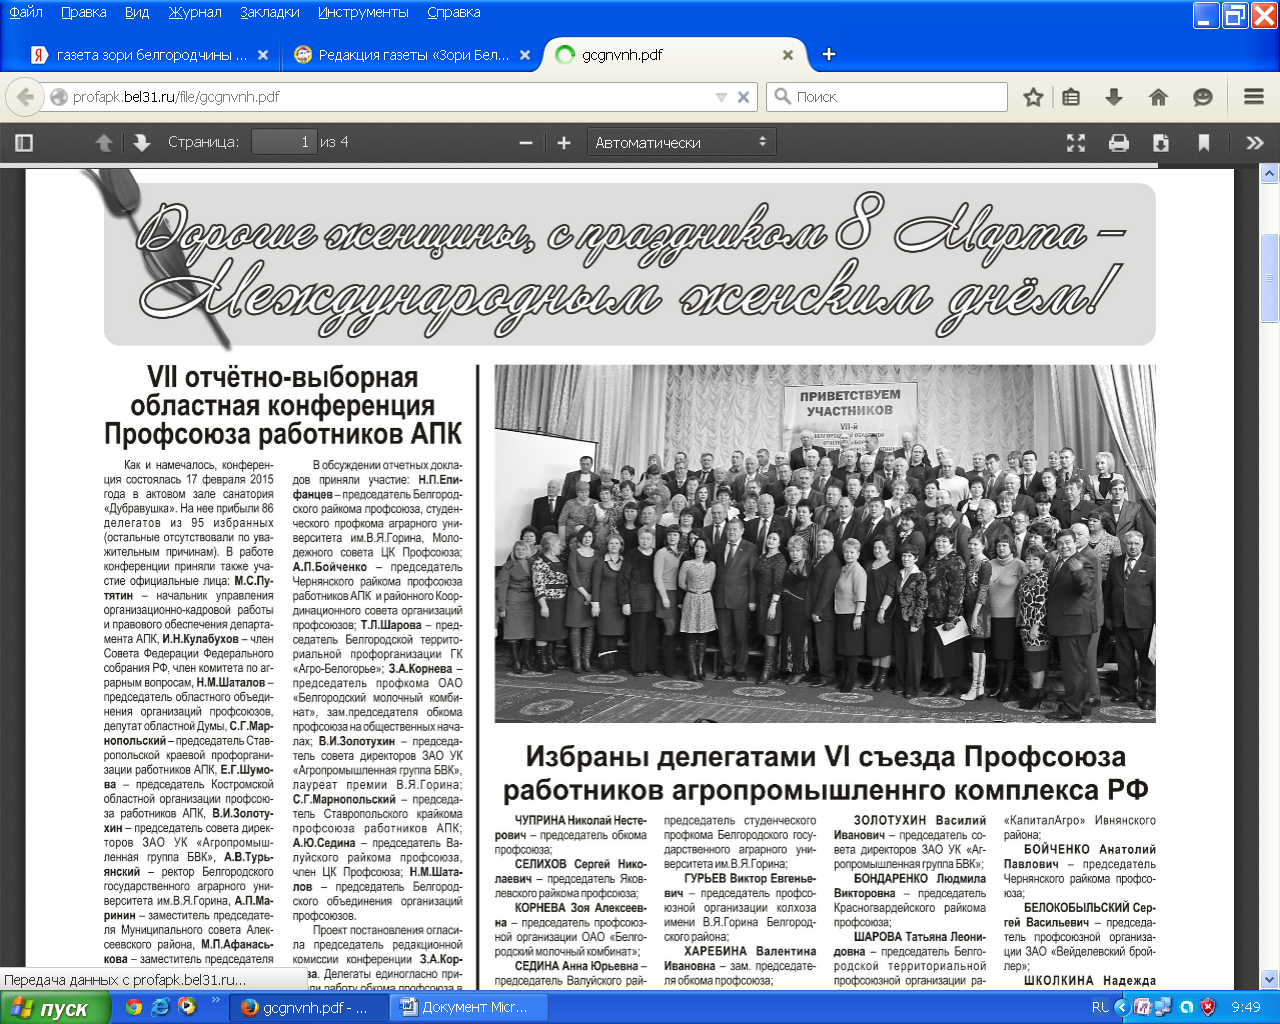 Файл Правка Вид Журнал Закладки Инструменты Справка
газета зори белгородчины ...
Редакция газеты «Зори Бел...
gcgnvnh.pdf
profapk.bel31.ru/file/gcgnvnh.pdf
Поиск
Страница: 1 из 4
Автоматически
Дорогие женщины, с праздником 8 Марта –
Международным женским днём!
VII отчётно-выборная
областная конференция
Профсоюза работников АПК
Как и намечалось, конферен-
ция состоялась 17 февраля 2015
года в актовом зале санатория
«Дубравушка». На нее прибыли 86
делегатов из 95 избранных
(остальные отсутствовали по ува-
жительным причинам). В работе
конференции приняли также уча-
стие официальные лица: М.С.Пу-
тятин – начальник управления
организационно-кадровой работы
и правового обеспечения департа-
мента АПК, И.Н.Кулабухов – член
Совета Федерации Федерального
собрания РФ, член комитета по аг-
рарным вопросам, Н.М.Шаталов –
председатель областного объеди-
нения организаций профсоюзов,
депутат областной Думы, С.Г.Мар-
нопольский – председатель Став-
ропольской краевой профоргани-
зации работников АПК, Е.Г.Шумо-
ва – председатель Костромской
областной организации профсою-
за работников АПК, В.И.Золоту-
хин – председатель совета дирек-
торов ЗАО УК «Агропромыш-
ленная группа БВК», А.В.Турь-
янский – ректор Белгородского
государственного аграрного уни-
верситета им.В.Я.Горина, А.П.Ма-
ринин – заместитель председате-
ля Муниципального совета Алек-
сеевского района, М.П.Афанась-
кова – заместитель председателя
В обсуждении отчетных докла-
дов приняли участие: Н.П.Епи-
фанцев – председатель Белгород-
ского райкома профсоюза, студен-
ческого профкома аграрного уни-
верситета им.В.Я.Горина, Моло-
дежного совета ЦК Профсоюза;
А.П.Бойченко – председатель
Чернянского райкома профсоюза
работников АПК и районного Коор-
динационного совета организаций
профсоюзов; Т.Л.Шарова – пред-
седатель Белгородской террито-
риальной профорганизации ГК
«Агро-Белогорье»; З.А.Корнева –
председатель профкома ОАО
«Белгородский молочный комби-
нат», зам.председателя обкома
профсоюза на общественных нача-
лах; В.И.Золотухин – председа-
тель совета директоров ЗАО УК
«Агропромышленная группа БВК»,
лауреат премии В.Я.Горина;
С.Г.Марнопольский – председа-
тель Ставропольского крайкома
профсоюза работников АПК;
А.Ю.Седина – председатель Ва-
луйского райкома профсоюза,
член ЦК Профсоюза; Н.М.Шата-
лов – председатель Белгород-
ского объединения организаций
профсоюзов.
Проект постановления огласи-
ла председатель редакционной
комиссии конференции З.А.Кор-
нева. Делегаты единогласно при-
работу обкома профсоюза в
ПРИВЕТСТВУЕМ
УЧАСТНИКОВ
VII-й
Избраны делегатами VI съезда Профсоюза
работников агропромышленнго комплекса РФ
ЧУПРИНА Николай Несте-
рович – председатель обкома
профсоюза;
СЕЛИХОВ Сергей Нико-
лаевич – председатель Яков-
левского райкома профсоюза;
КОРНЕВА Зоя Алексеев-
на – председатель профсоюз-
ной организации ОАО «Белго-
родский молочный комбинат»;
СЕДИНА Анна Юрьевна –
председатель Валуйского рай-
председатель студенческого
профкома Белгородского госу-
дарственного аграрного уни-
верситета им.В.Я.Горина;
ГУРЬЕВ Виктор Евгенье-
вич – председатель профсо-
юзной организации колхоза
имени В.Я.Горина Белгород-
ского района;
ХАРЕБИНА Валентина
Ивановна – зам. председате-
ля обкома профсоюза;
ЗОЛОТУХИН Василий
Иванович – председатель со-
вета директоров ЗАО УК «Аг-
ропромышленная группа БВК»;
БОНДАРЕНКО Людмила
Викторовна – председатель
Красногвардейского райкома
профсоюза;
ШАРОВА Татьяна Леони-
довна – председатель Белго-
родской территориальной
профсоюзной организации ра-
«КапиталАгро» Ивнянского
района;
БОЙЧЕНКО Анатолий
Павлович – председатель
Чернянского райкома профсо-
юза;
БЕЛОКОБЫЛЬСКИЙ Сер-
гей Васильевич – председа-
тель профсоюзной организа-
ции ЗАО «Вейделевский брой-
лер»;
ШКОЛКИНА Надежда
Передача данных с profapk.bel31.ru...
пуск
gcgnvnh.pdf - ...
Документ Micr...
RU
9:49